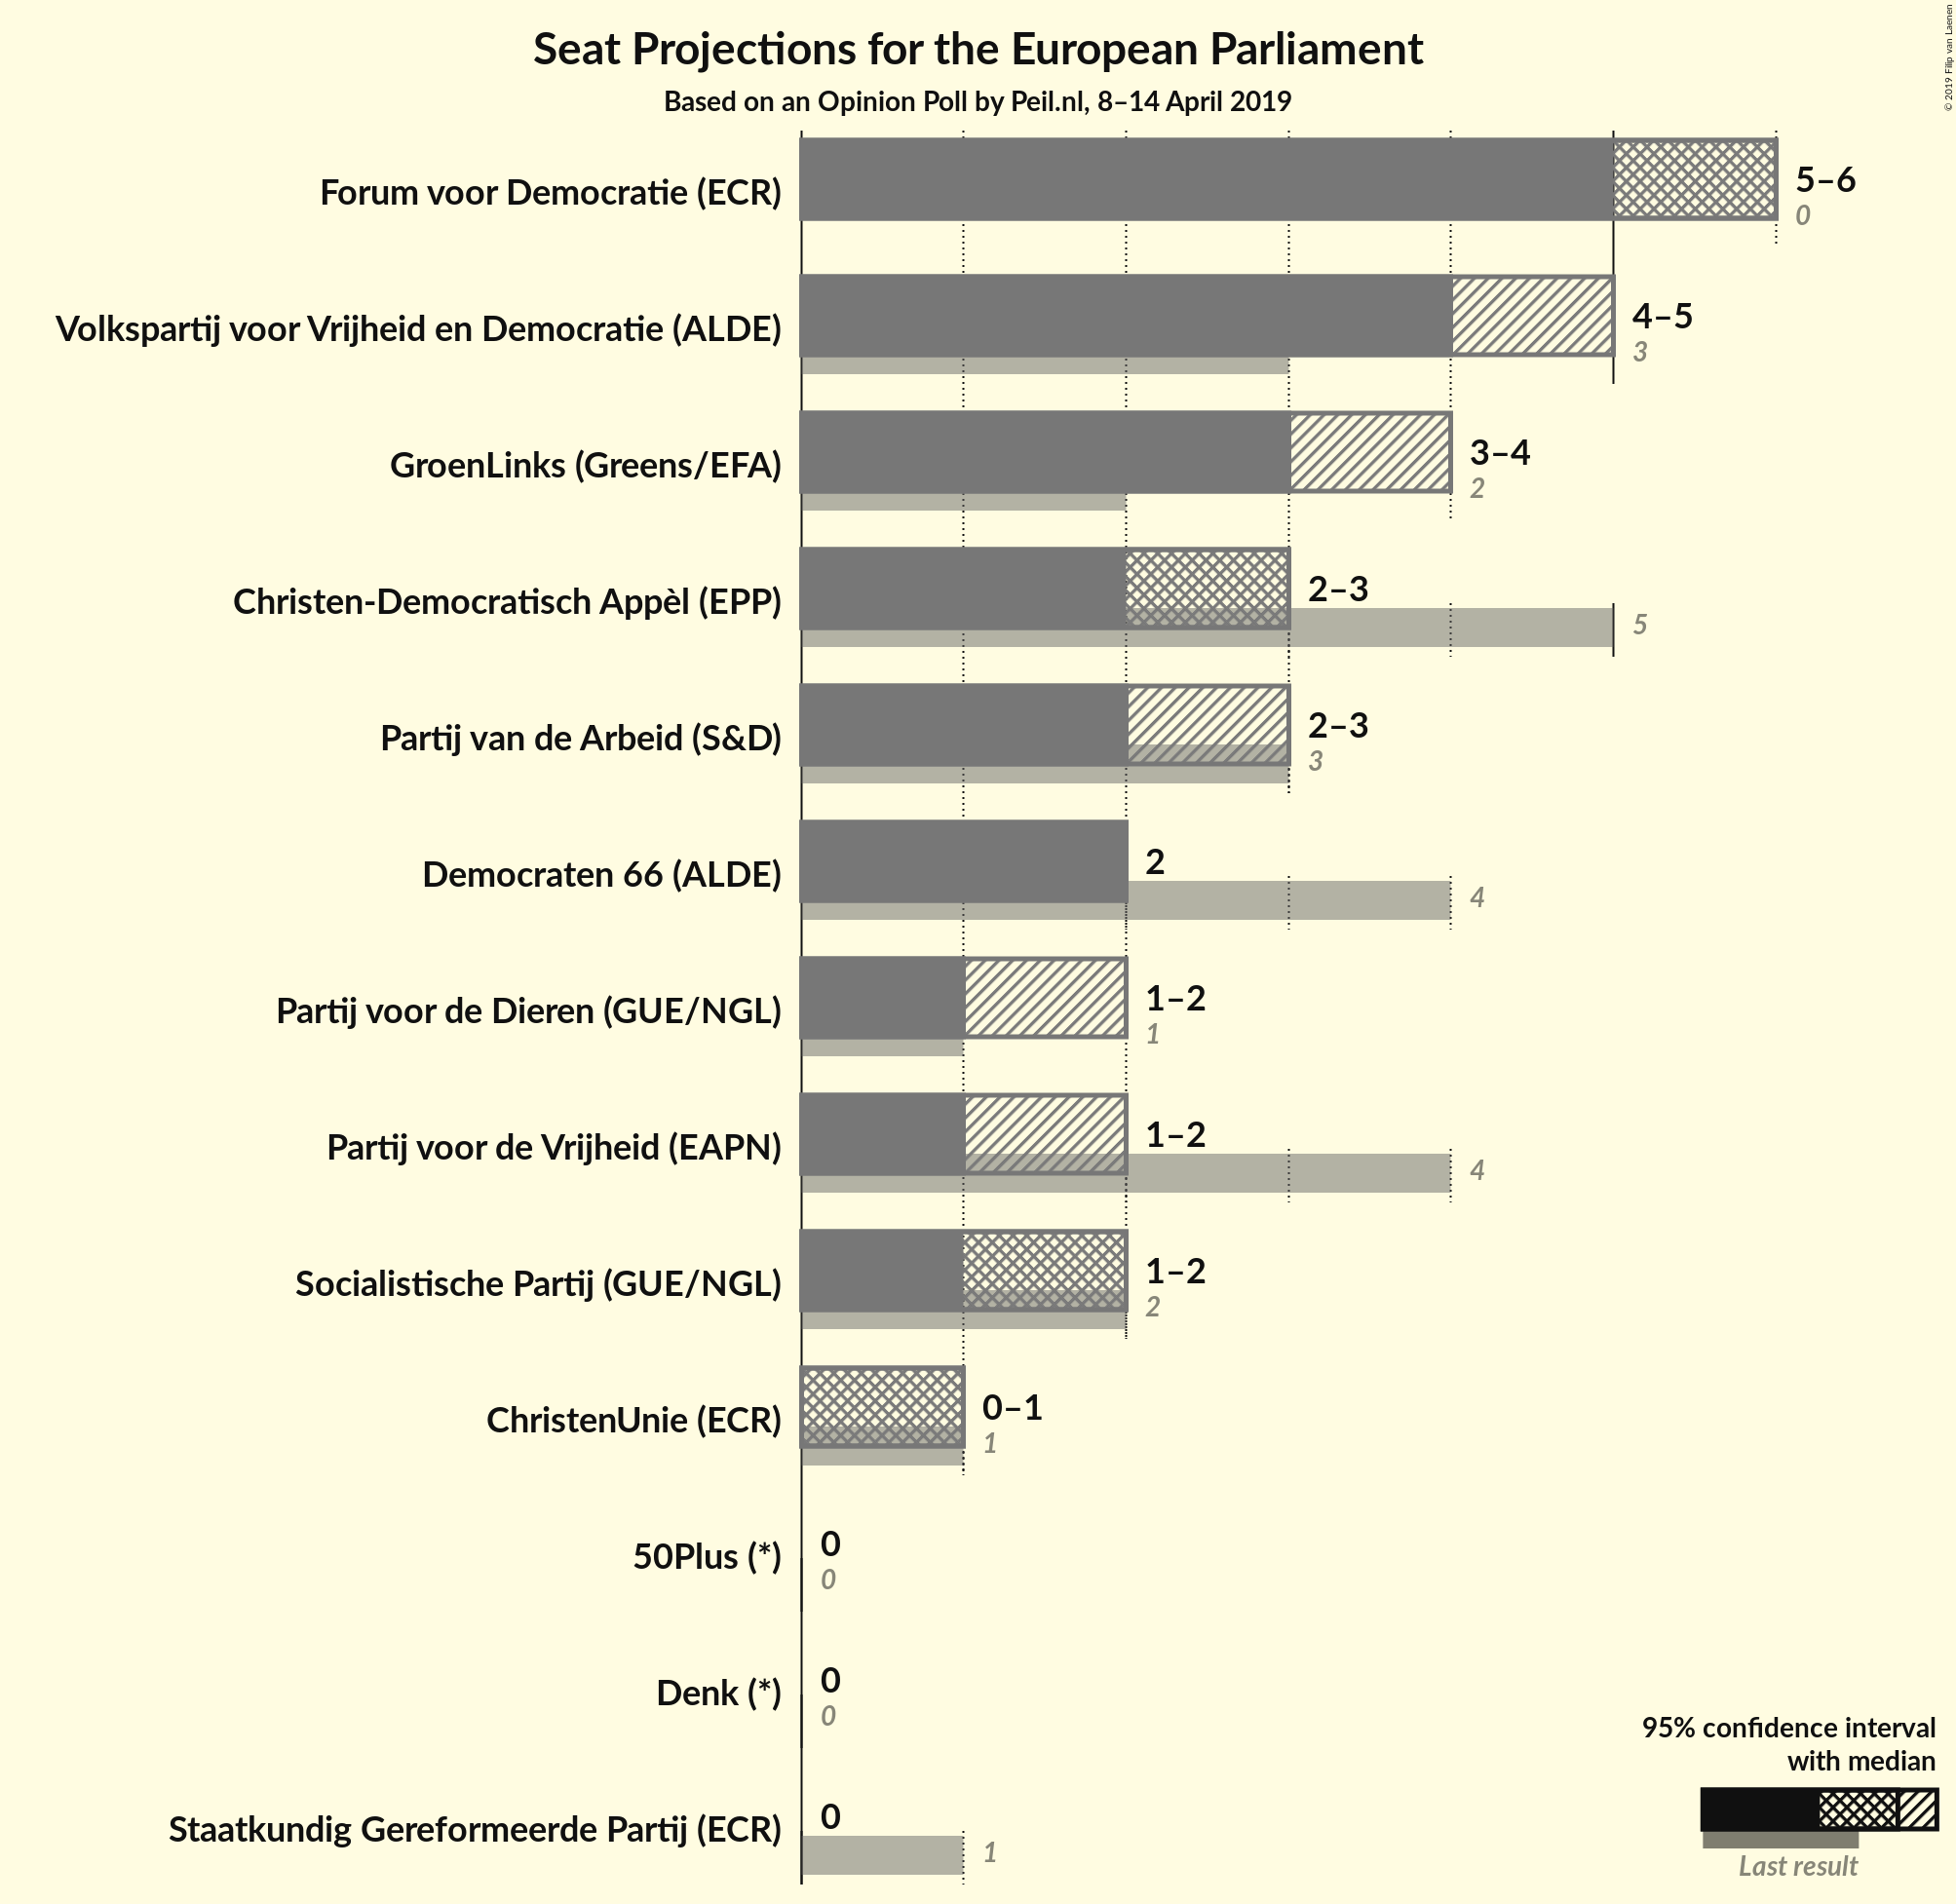 Seat Projections for the European Parliament
Based on an Opinion Poll by Peil.nl, 8–14 April 2019
© 2019 Filip van Laenen
Forum voor Democratie (ECR)
5–6
0
Volkspartij voor Vrijheid en Democratie (ALDE)
4–5
3
GroenLinks (Greens/EFA)
3–4
2
Christen-Democratisch Appèl (EPP)
2–3
5
Partij van de Arbeid (S&D)
2–3
3
Democraten 66 (ALDE)
2
4
Partij voor de Dieren (GUE/NGL)
1–2
1
Partij voor de Vrijheid (EAPN)
1–2
4
Socialistische Partij (GUE/NGL)
1–2
2
ChristenUnie (ECR)
0–1
1
50Plus (*)
0
0
Denk (*)
0
0
Staatkundig Gereformeerde Partij (ECR)
0
1
95% confidence interval
with median
Last result